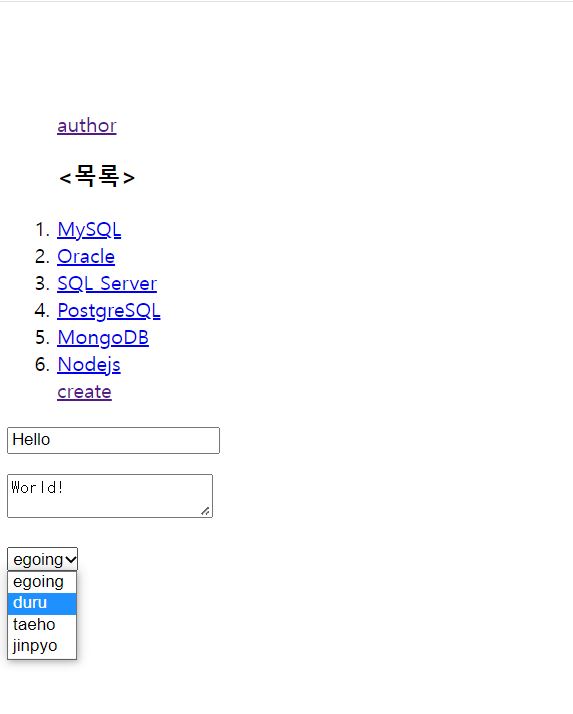 author
<목록>
1. MySQL
2. Oracle
3. SQL Server
4. PostgreSQL
5. MongoDB
6. Nodejs
create
Hello
World!
egoing
egoing
duru
taeho
jinpyo